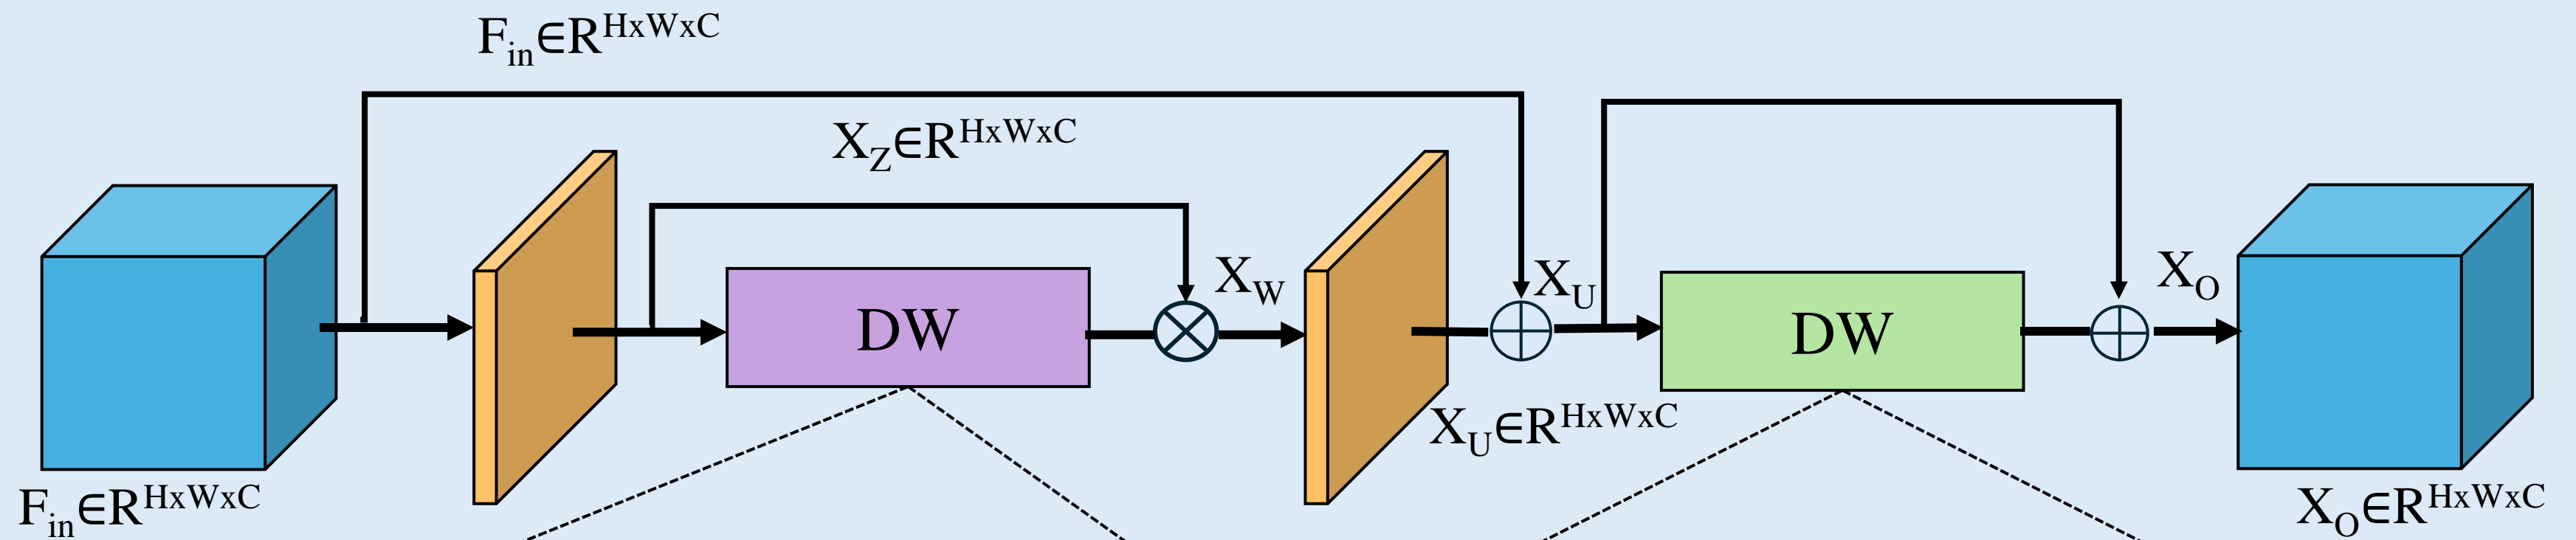 F_in∈R^HxWxC
X_Z∈R^HxWxC
X_W
X_U
X_O
DW
DW
X_U∈R^HxWxC
F_in∈R^HxWxC
X_O∈R^HxWxC